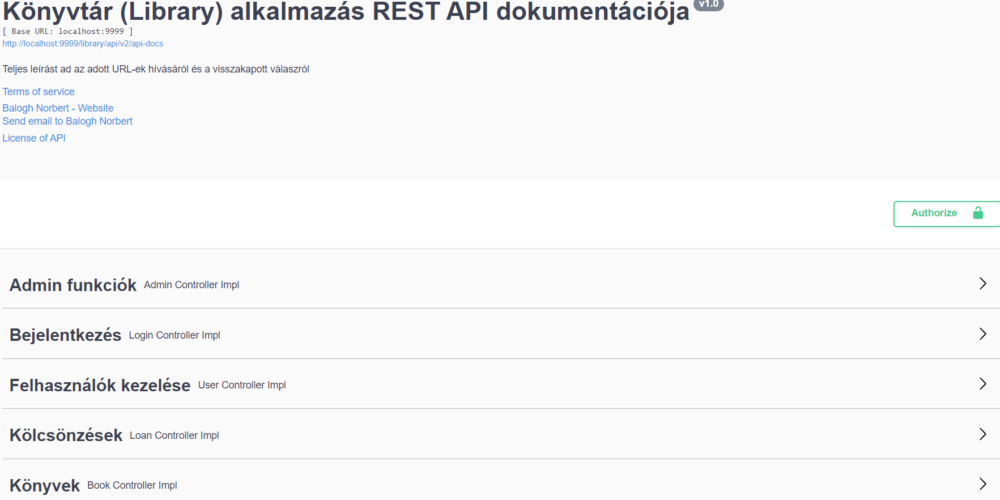 Könyvtár (Library) alkalmazás REST API dokumentációja v1.0
[ Base URL: localhost:9999 ]
http://localhost:9999/library/api/v2/api-docs
Teljes leírást ad az adott URL-ek hívásáról és a visszakapott válaszról
Terms of service
Balogh Norbert - Website
Send email to Balogh Norbert
License of API
Authorize
Admin funkciók Admin Controller Impl
Bejelentkezés Login Controller Impl
Felhasználók kezelése User Controller Impl
Kölcsönzések Loan Controller Impl
Könyvek Book Controller Impl